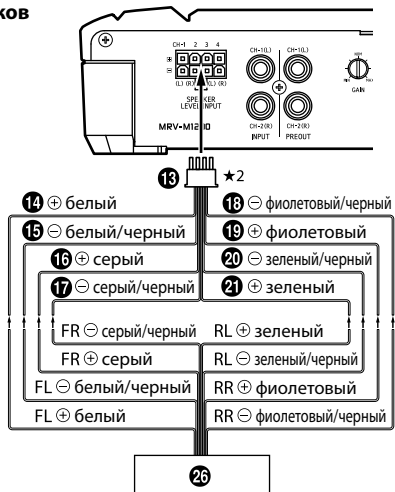 ков
CH-1 2 3 4
⊕
⊖
(L) (R) (L) (R)
SPEAKER
LEVEL INPUT
MRV-M1200
CH-1(L) CH-1(L)
CH-2(R) CH-2(R)
INPUT PREOUT
NOM
MIN MAX
GAIN
13 ★2
14 ⊕ белый
15 ⊖ белый/черный
16 ⊕ серый
17 ⊖ серый/черный
18 ⊖ фиолетовый/черный
19 ⊕ фиолетовый
20 ⊖ зеленый/черный
21 ⊕ зеленый
FR ⊖ серый/черный
FR ⊕ серый
FL ⊖ белый/черный
FL ⊕ белый
RL ⊕ зеленый
RL ⊖ зеленый/черный
RR ⊕ фиолетовый
RR ⊖ фиолетовый/черный
26